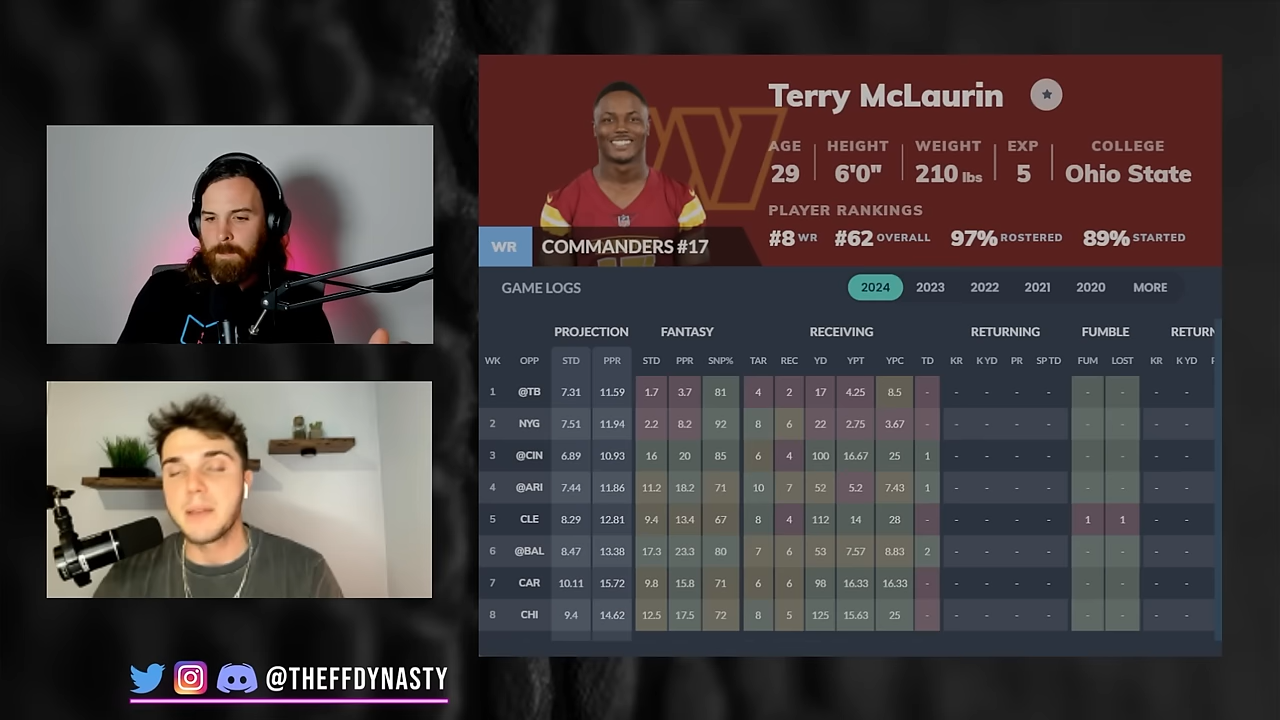 Terry McLaurin
AGE HEIGHT WEIGHT EXP COLLEGE
29 6'0" 210 lbs 5 Ohio State
PLAYER RANKINGS
#8 WR #62 OVERALL 97% ROSTERED 89% STARTED
WR COMMANDERS #17
GAME LOGS 2024 2023 2022 2021 2020 MORE
PROJECTION FANTASY RECEIVING RETURNING FUMBLE RETURN
WK OPP STD PPR STD PPR SNP% TAR REC YD YPT YPC TD KR K YD PR SP TD FUM LOST KR K YD
1 @TB 7.31 11.59 1.7 3.7 81 4 2 17 4.25 8.5 - - - - - - - - -
2 NYG 7.51 11.94 2.2 8.2 92 8 6 22 2.75 3.67 - - - - - - - - -
3 @CIN 6.89 10.93 16 20 85 6 4 100 16.67 25 1 - - - - - - - -
4 @ARI 7.44 11.86 11.2 18.2 71 10 7 52 5.2 7.43 1 - - - - - - - -
5 CLE 8.29 12.81 9.4 13.4 67 8 4 112 14 28 - - - - - 1 1 - -
6 @BAL 8.47 13.38 17.3 23.3 80 7 6 53 7.57 8.83 2 - - - - - - - -
7 CAR 10.11 15.72 9.8 15.8 71 6 6 98 16.33 16.33 - - - - - - - - -
8 CHI 9.4 14.62 12.5 17.5 72 8 5 125 15.63 25 - - - - - - - - -
@THEFFDYNASTY